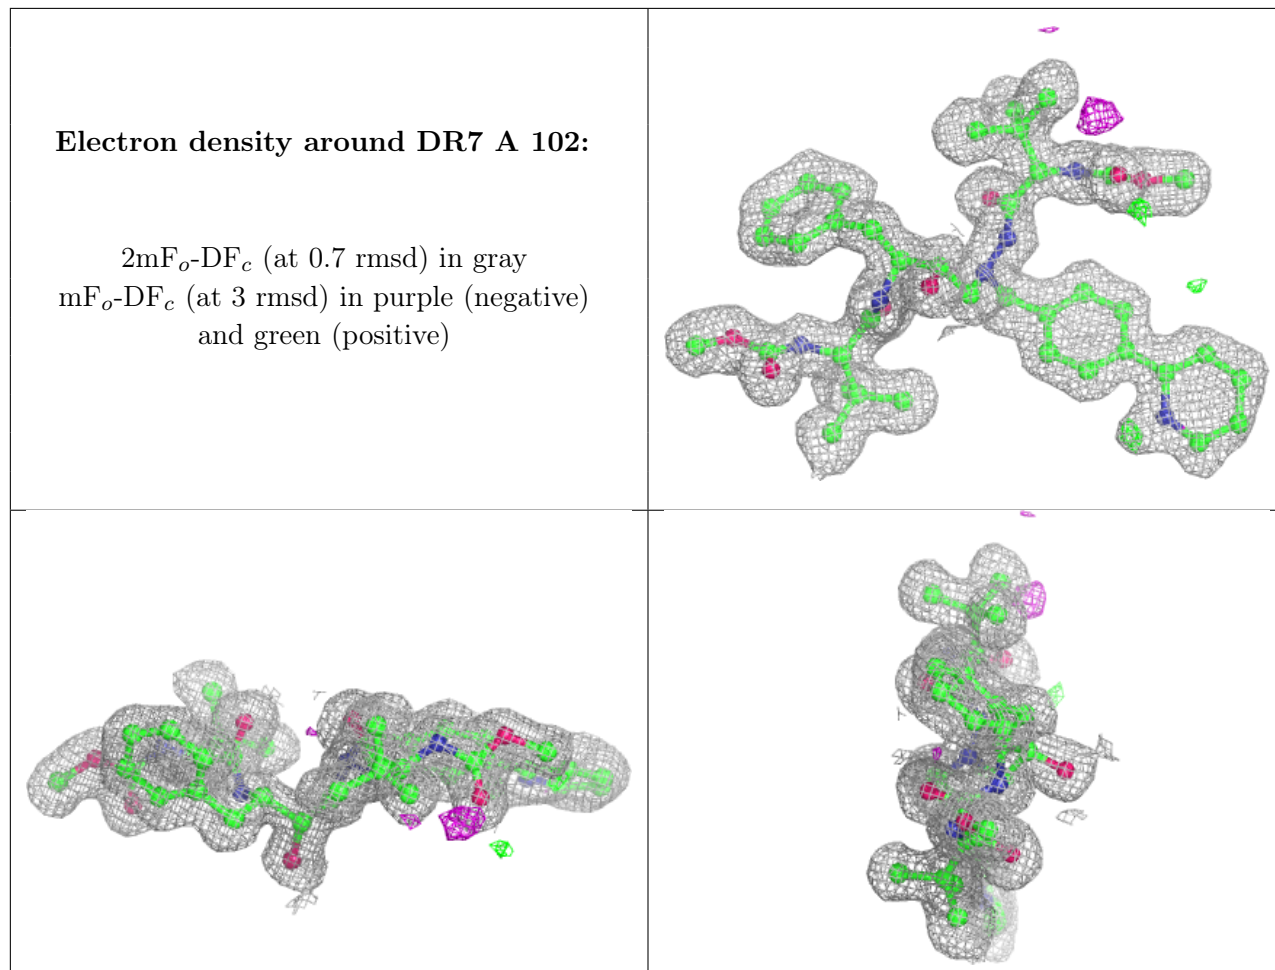 Electron density around DR7 A 102:
2mFo-DFc (at 0.7 rmsd) in gray
mFo-DFc (at 3 rmsd) in purple (negative)
and green (positive)